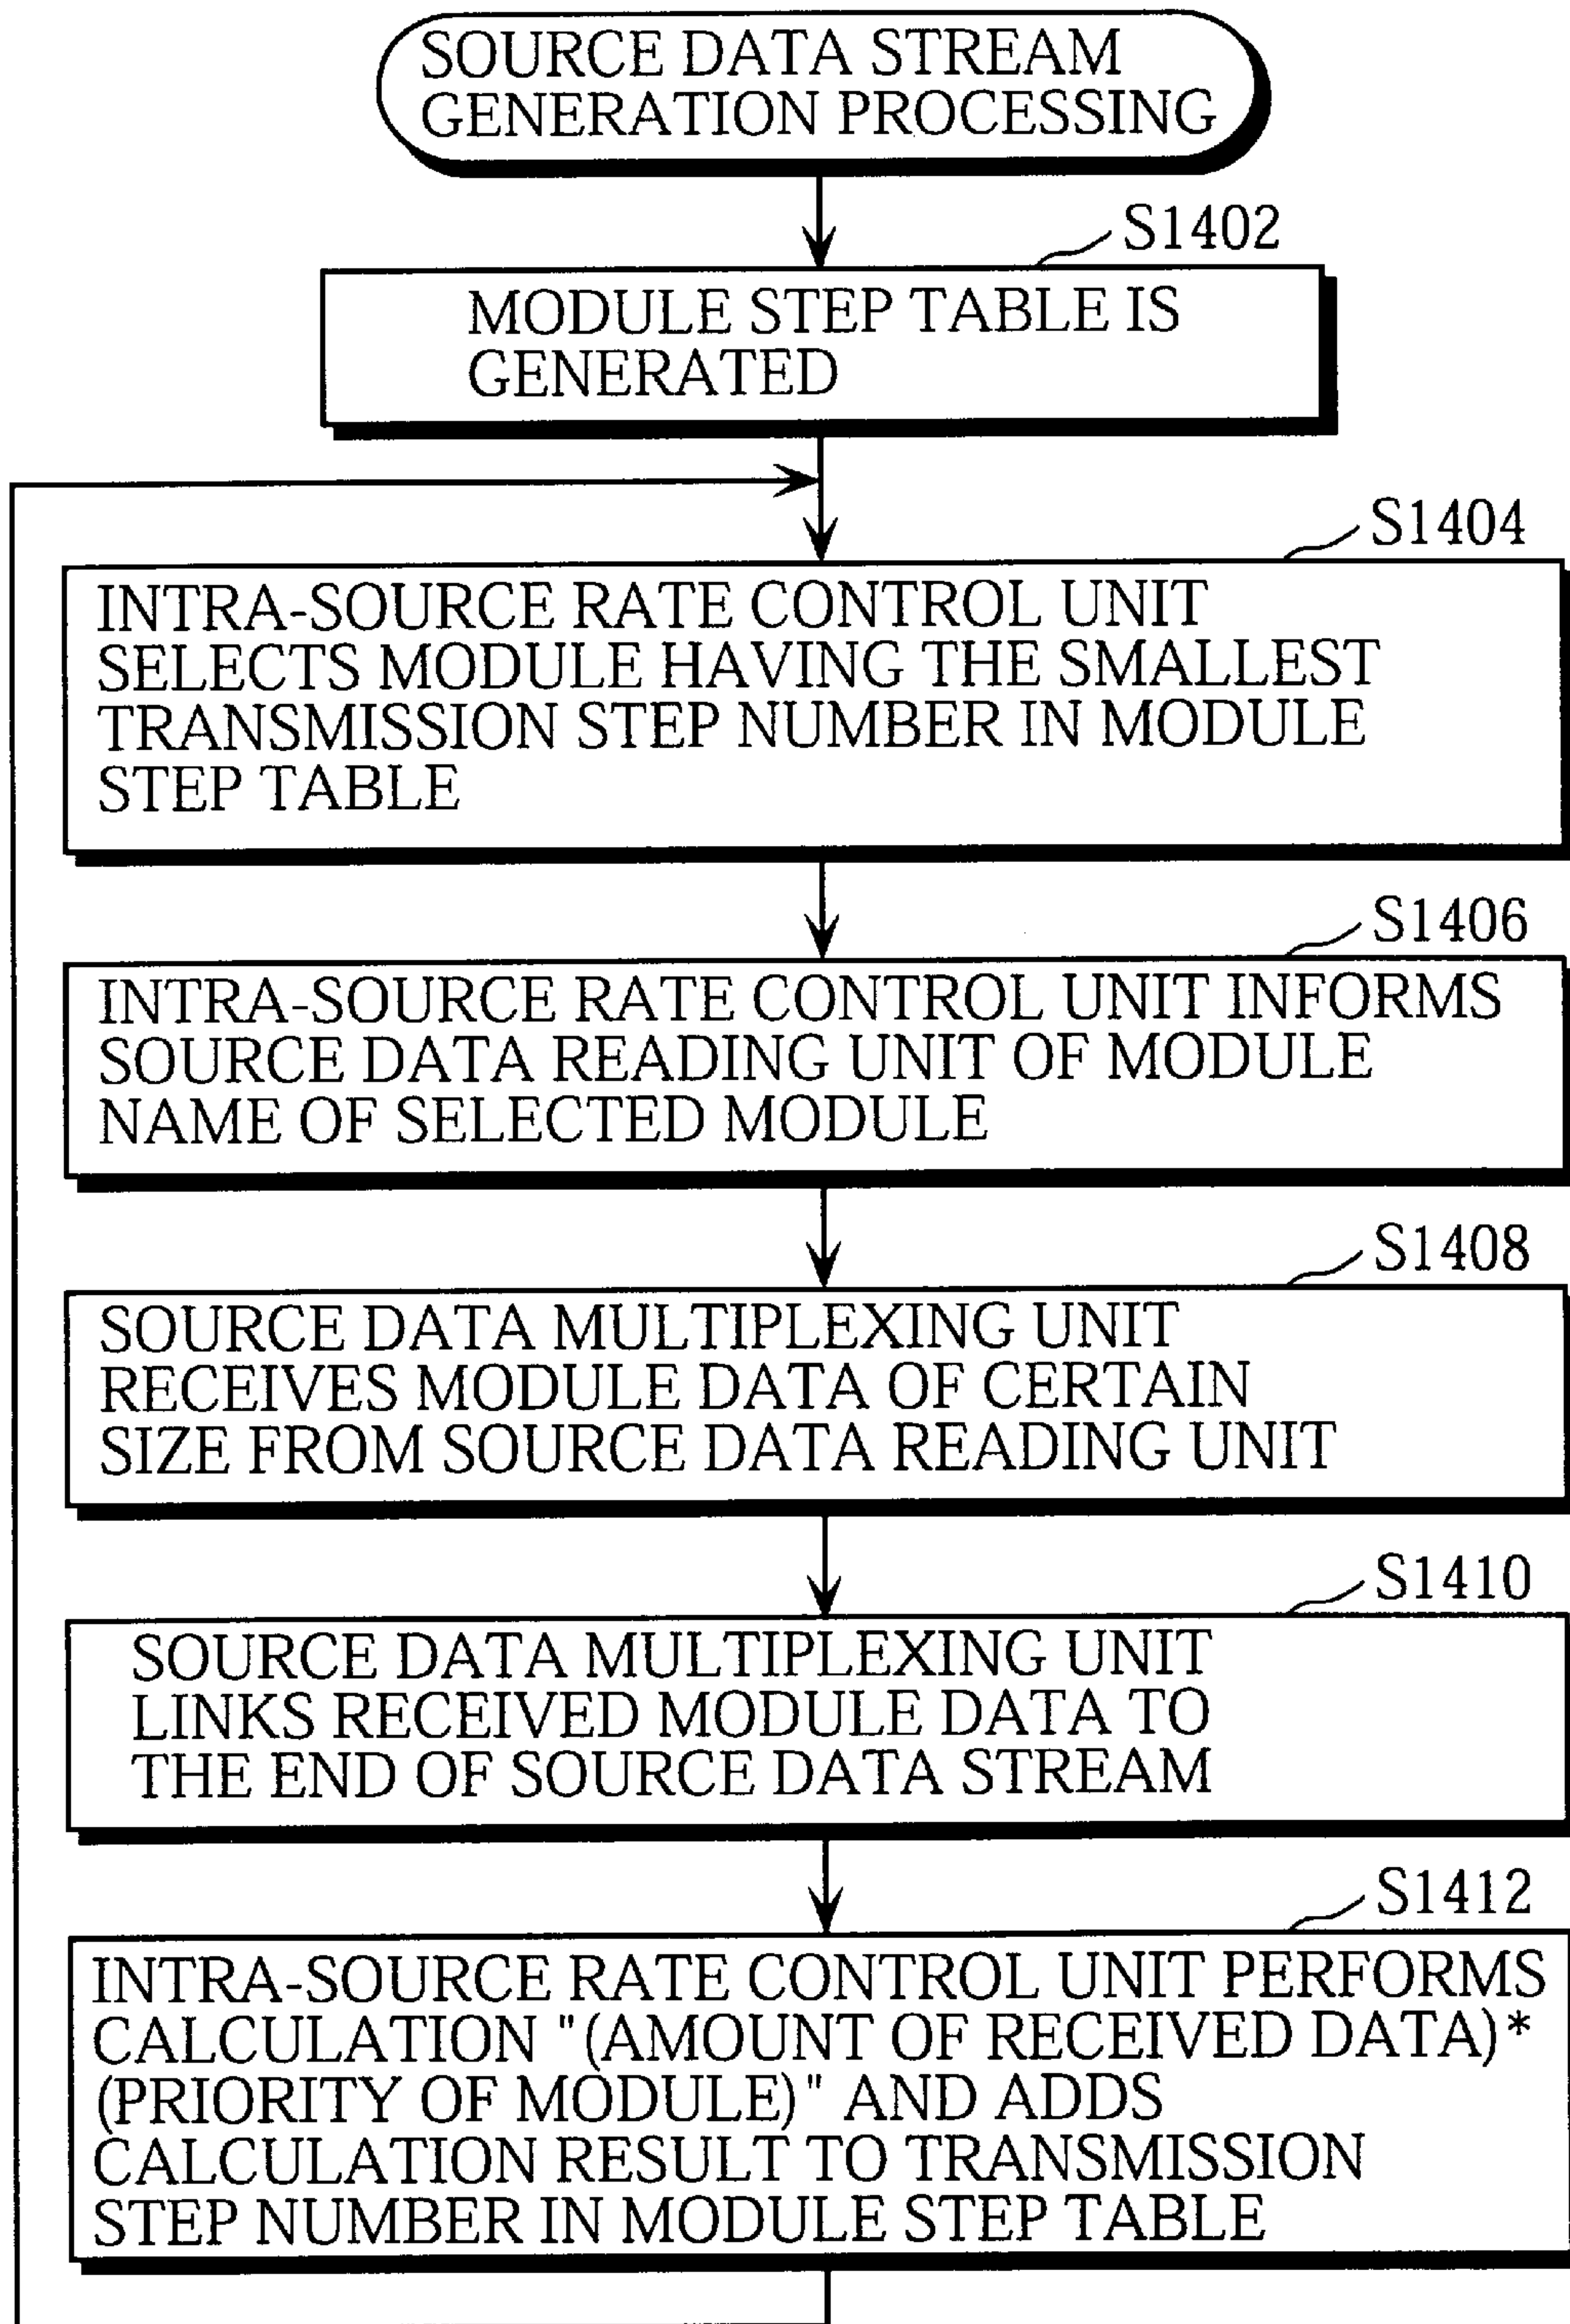 SOURCE DATA STREAM
GENERATION PROCESSING
S1402
MODULE STEP TABLE IS
GENERATED
S1404
INTRA-SOURCE RATE CONTROL UNIT
SELECTS MODULE HAVING THE SMALLEST
TRANSMISSION STEP NUMBER IN MODULE
STEP TABLE
S1406
INTRA-SOURCE RATE CONTROL UNIT INFORMS
SOURCE DATA READING UNIT OF MODULE
NAME OF SELECTED MODULE
S1408
SOURCE DATA MULTIPLEXING UNIT
RECEIVES MODULE DATA OF CERTAIN
SIZE FROM SOURCE DATA READING UNIT
S1410
SOURCE DATA MULTIPLEXING UNIT
LINKS RECEIVED MODULE DATA TO
THE END OF SOURCE DATA STREAM
S1412
INTRA-SOURCE RATE CONTROL UNIT PERFORMS
CALCULATION "(AMOUNT OF RECEIVED DATA)*
(PRIORITY OF MODULE)" AND ADDS
CALCULATION RESULT TO TRANSMISSION
STEP NUMBER IN MODULE STEP TABLE